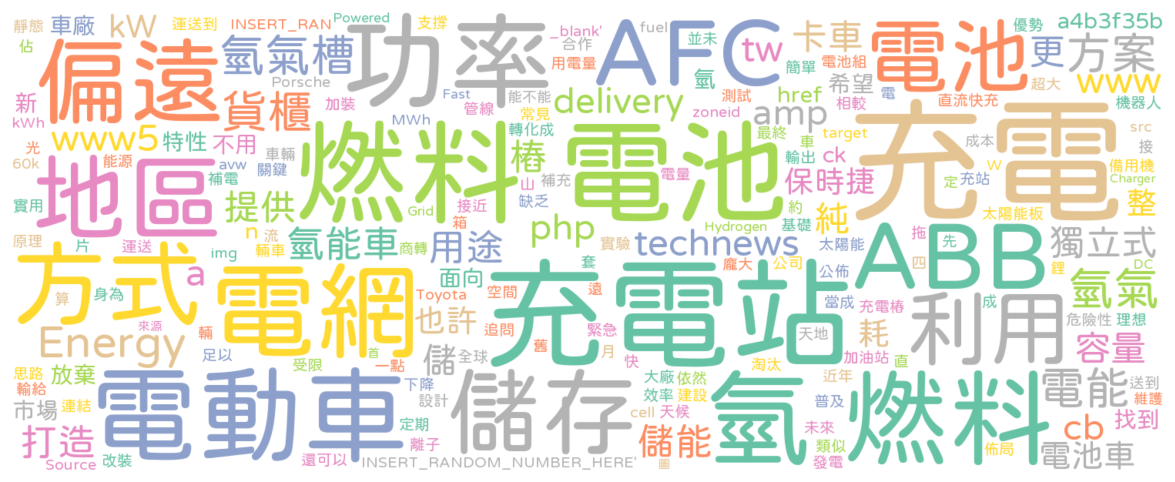 靜態 車廠 kW 運送到 INSERT_RAN Powered 支撐 -blank' fuel 並未 優勢 a4b3f35b
佔 偏遠 氫氣槽 功率 AFC 合作 用電量 tw 卡車 電池組 電池 更 方案
新 貨櫃 Porsche 加裝 Fast 管線 能不能 常見 氫 測試 簡單 希望 相較 直流快充 超大 www 機器人
kWh www5 特性 不用 MWh 轉化成 delivery zoneid href amp 充電
光 60k 能源 車輛 avw 關鍵 燃料電池 樁 最終 target 車 ck 輸出 成本 src 接
地區 補電 提供 山 缺乏 接近 補充 電量 保時捷 約 定 W 充站 備用機 Charger
實用 n 流 箱 Grid php Hydrogen 基礎 純 太陽能板 整
原理 片 運送 img 氫能車 商轉 用途 實驗 technews 太陽能 ABB 拖 先 四 獨立式
方式 a 輛車 面向 套 龐大 公司 公佈 鋰 DC 氫氣
算 身為 來源 電網 Toyota 空間 遠 充電站 當成 充電樁 成 利用 危險性 理想
Energy 輔 足以 也許 追問 舊 緊急 月 天地 耗 容量
思路 放棄 受限 首 一點 儲 全球 快 加油站 直
輸給 電動車 下降 儲存 大廠 依然 淘汰 近年 電能 送到 維護
市場 連結 設計 效率 建設 氫燃料 普及 找到
打造 定期 cell 天候 儲能 未來 類似 佈局 cb
Source 改裝 還可以 離子 INSERT_RANDOM_NUMBER_HERE' 圖 發電 電池車
電